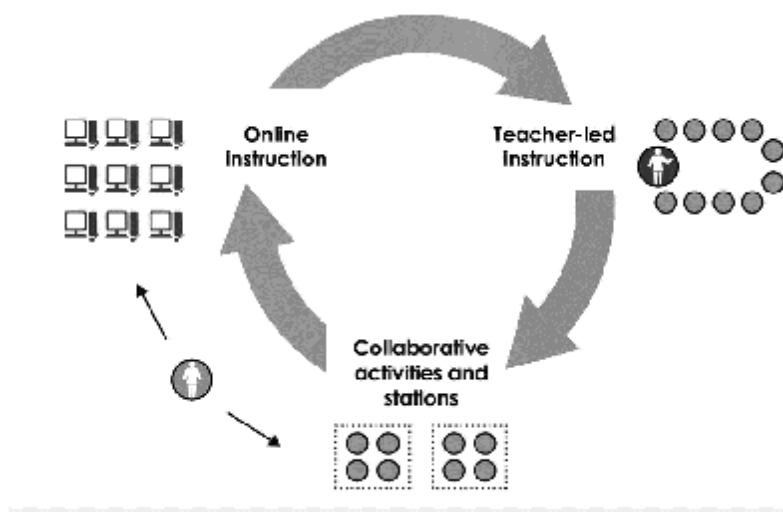 Online
instruction
Teacher-led
instruction
Collaborative
activities and
stations